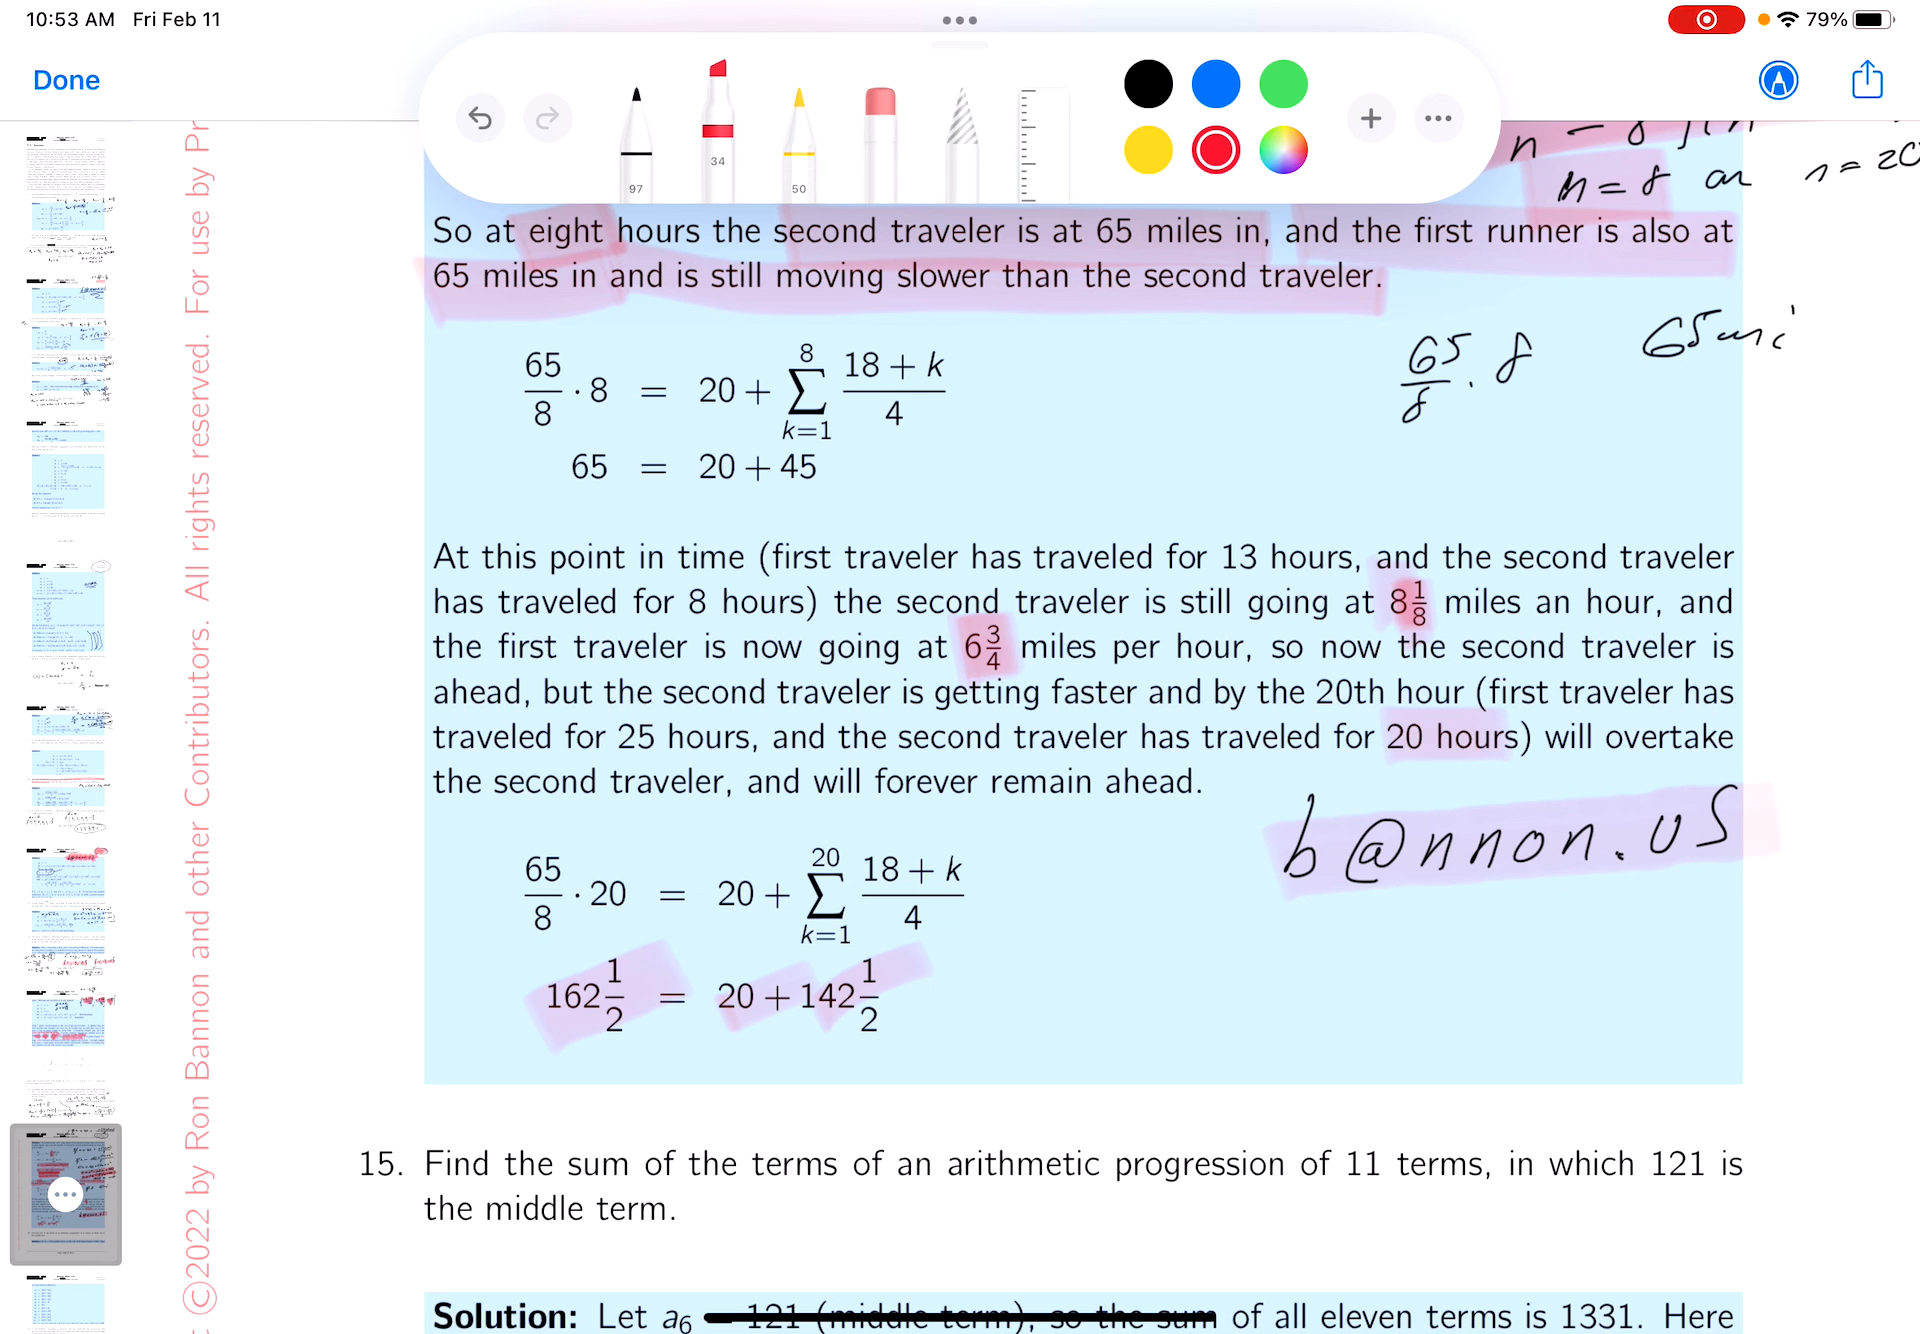 10:53 AM Fri Feb 11
79%
Done
97
34
50
n = 8 or n = 20
So at eight hours the second traveler is at 65 miles in, and the first runner is also at
65 miles in and is still moving slower than the second traveler.
65/8 · 8 = 20 + ∑_{k=1}^{8} (18 + k)/4
65 = 20 + 45
65/8 · 8 65 mi
At this point in time (first traveler has traveled for 13 hours, and the second traveler
has traveled for 8 hours) the second traveler is still going at 8 1/8 miles an hour, and
the first traveler is now going at 6 3/4 miles per hour, so now the second traveler is
ahead, but the second traveler is getting faster and by the 20th hour (first traveler has
traveled for 25 hours, and the second traveler has traveled for 20 hours) will overtake
the second traveler, and will forever remain ahead.
b@nnon.us
65/8 · 20 = 20 + ∑_{k=1}^{20} (18 + k)/4
162 1/2 = 20 + 142 1/2
15. Find the sum of the terms of an arithmetic progression of 11 terms, in which 121 is
the middle term.
Solution: Let a6 = 121 (middle term), so the sum of all eleven terms is 1331. Here
©2022 by Ron Bannon and other Contributors. All rights reserved. For use by Pr